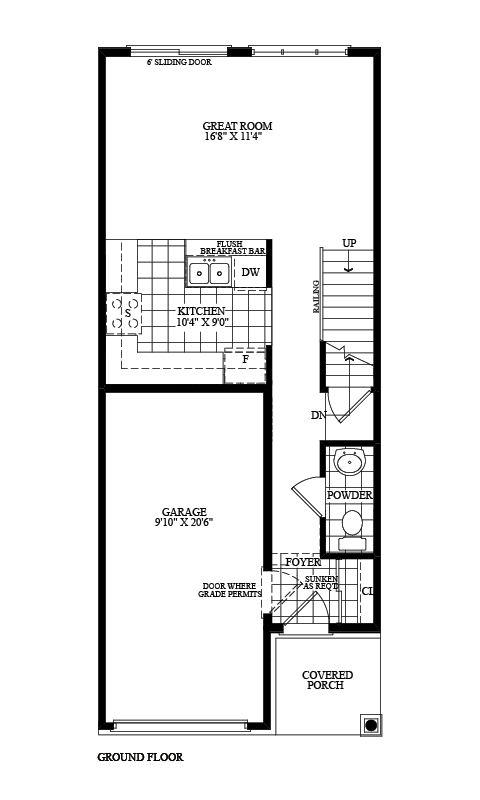 6' SLIDING DOOR
GREAT ROOM
16'8" X 11'4"
FLUSH
BREAKFAST BAR
UP
DW
RAILING
S
KITCHEN
10'4" X 9'0"
F
DN
POWDER
GARAGE
9'10" X 20'6"
FOYER
SUNKEN
AS REQ'D
DOOR WHERE
GRADE PERMITS
CL
COVERED
PORCH
GROUND FLOOR